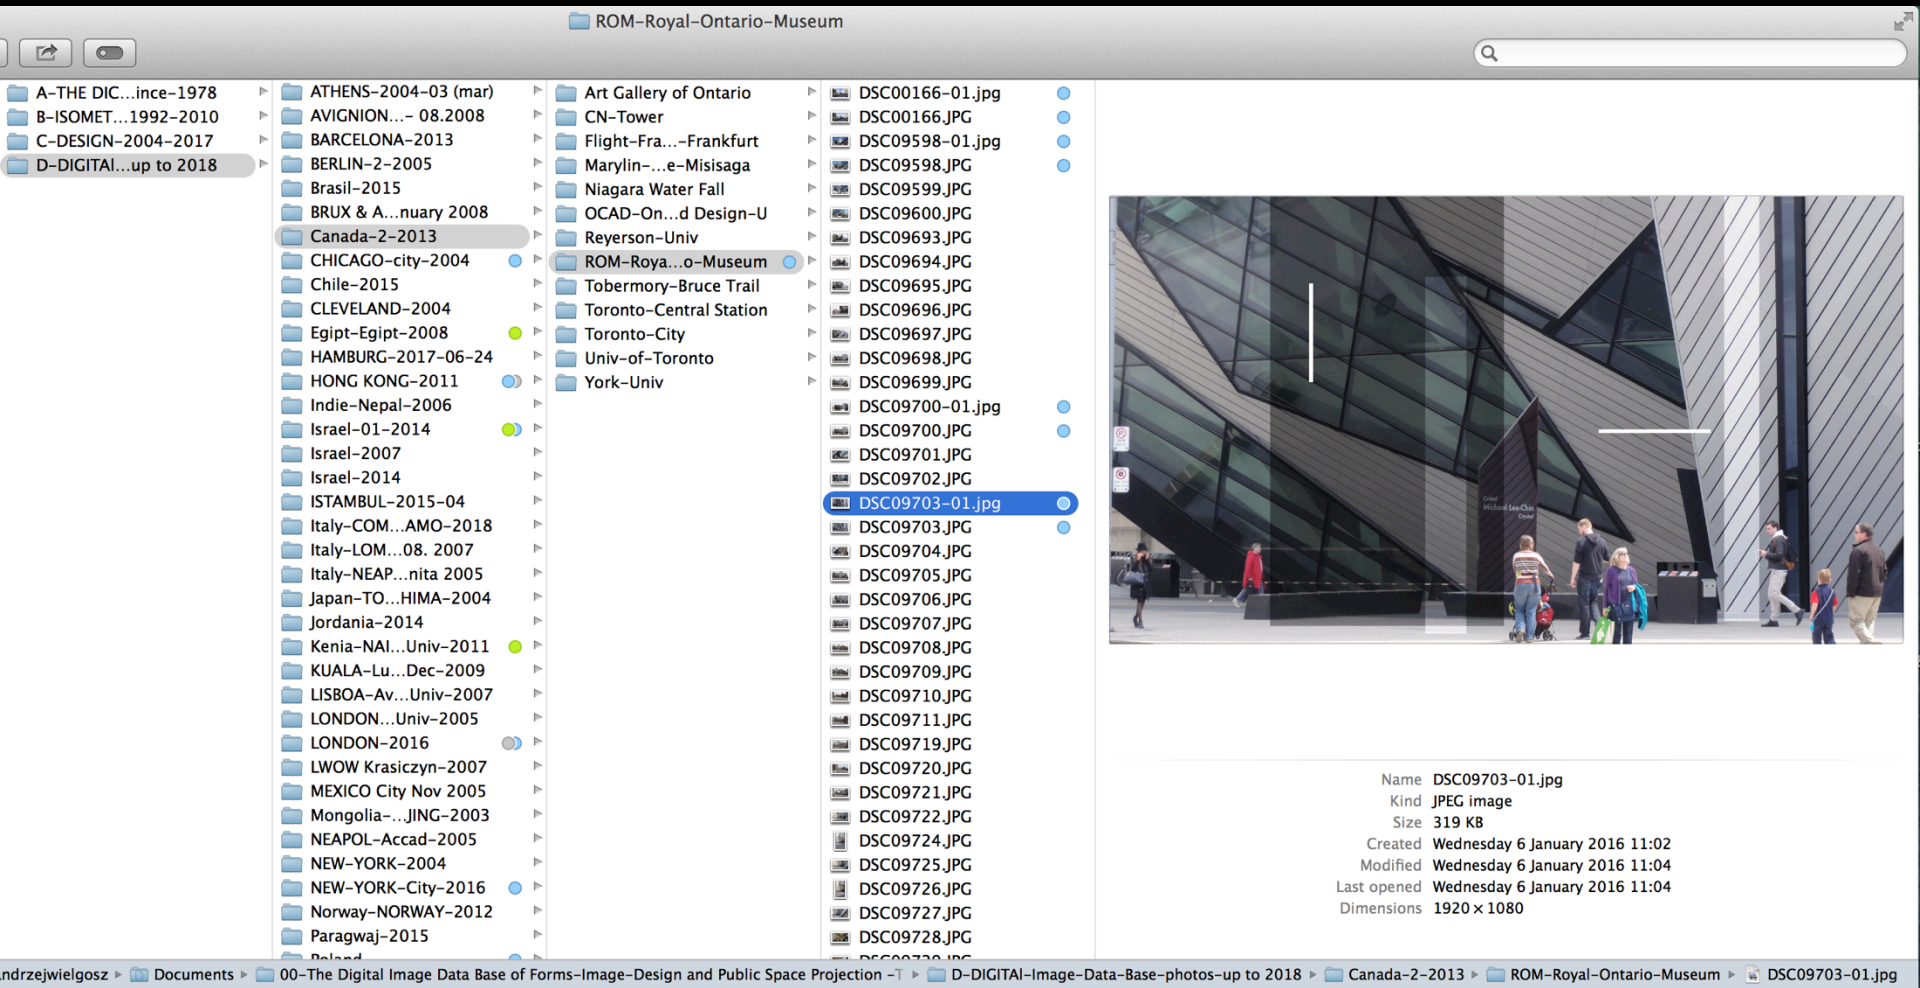 ROM-Royal-Ontario-Museum
A-THE DIC...ince-1978
B-ISOMET...1992-2010
C-DESIGN-2004-2017
D-DIGITAl...up to 2018
ATHENS-2004-03 (mar)
AVIGNION...- 08.2008
BARCELONA-2013
BERLIN-2-2005
Brasil-2015
BRUX & A...nuary 2008
Canada-2-2013
CHICAGO-city-2004
Chile-2015
CLEVELAND-2004
Egipt-Egipt-2008
HAMBURG-2017-06-24
HONG KONG-2011
Indie-Nepal-2006
Israel-01-2014
Israel-2007
Israel-2014
ISTAMBUL-2015-04
Italy-COM...AMO-2018
Italy-LOM...08. 2007
Italy-NEAP...nita 2005
Japan-TO...HIMA-2004
Jordania-2014
Kenia-NAI...Univ-2011
KUALA-Lu...Dec-2009
LISBOA-Av...Univ-2007
LONDON...Univ-2005
LONDON-2016
LWOW Krasiczyn-2007
MEXICO City Nov 2005
Mongolia-...JING-2003
NEAPOL-Accad-2005
NEW-YORK-2004
NEW-YORK-City-2016
Norway-NORWAY-2012
Paragwaj-2015
Poland
Art Gallery of Ontario
CN-Tower
Flight-Fra...-Frankfurt
Marylin-...e-Misisaga
Niagara Water Fall
OCAD-On...d Design-U
Reyerson-Univ
ROM-Roya...o-Museum
Tobermory-Bruce Trail
Toronto-Central Station
Toronto-City
Univ-of-Toronto
York-Univ
DSC00166-01.jpg
DSC00166.JPG
DSC09598-01.jpg
DSC09598.JPG
DSC09599.JPG
DSC09600.JPG
DSC09693.JPG
DSC09694.JPG
DSC09695.JPG
DSC09696.JPG
DSC09697.JPG
DSC09698.JPG
DSC09699.JPG
DSC09700-01.jpg
DSC09700.JPG
DSC09701.JPG
DSC09702.JPG
DSC09703-01.jpg
DSC09703.JPG
DSC09704.JPG
DSC09705.JPG
DSC09706.JPG
DSC09707.JPG
DSC09708.JPG
DSC09709.JPG
DSC09710.JPG
DSC09711.JPG
DSC09719.JPG
DSC09720.JPG
DSC09721.JPG
DSC09722.JPG
DSC09724.JPG
DSC09725.JPG
DSC09726.JPG
DSC09727.JPG
DSC09728.JPG
Michael Lee-Chin
Crystal
Name DSC09703-01.jpg
Kind JPEG image
Size 319 KB
Created Wednesday 6 January 2016 11:02
Modified Wednesday 6 January 2016 11:04
Last opened Wednesday 6 January 2016 11:04
Dimensions 1920 × 1080
ndrzejwielgosz Documents 00-The Digital Image Data Base of Forms-Image-Design and Public Space Projection -T D-DIGITAl-Image-Data-Base-photos-up to 2018 Canada-2-2013 ROM-Royal-Ontario-Museum DSC09703-01.jpg